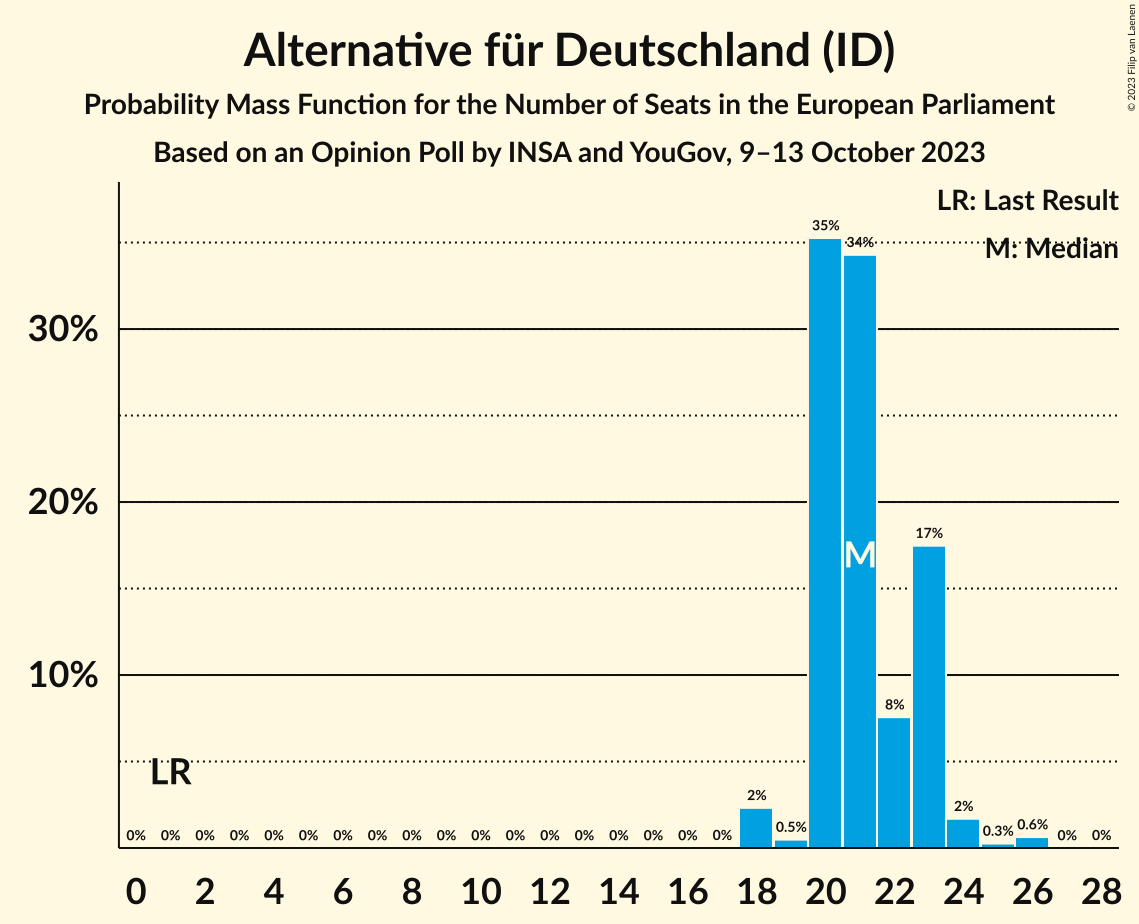 Alternative für Deutschland (ID)
Probability Mass Function for the Number of Seats in the European Parliament
Based on an Opinion Poll by INSA and YouGov, 9–13 October 2023
© 2023 Filip van Laenen
LR: Last Result
M: Median
35%
34%
30%
20%
17%
M
10%
8%
LR
2%
0.5%
2%
0.3%
0.6%
0% 0% 0% 0% 0% 0% 0% 0% 0% 0% 0% 0% 0% 0% 0% 0% 0% 0% 0% 0%
0 2 4 6 8 10 12 14 16 18 20 22 24 26 28